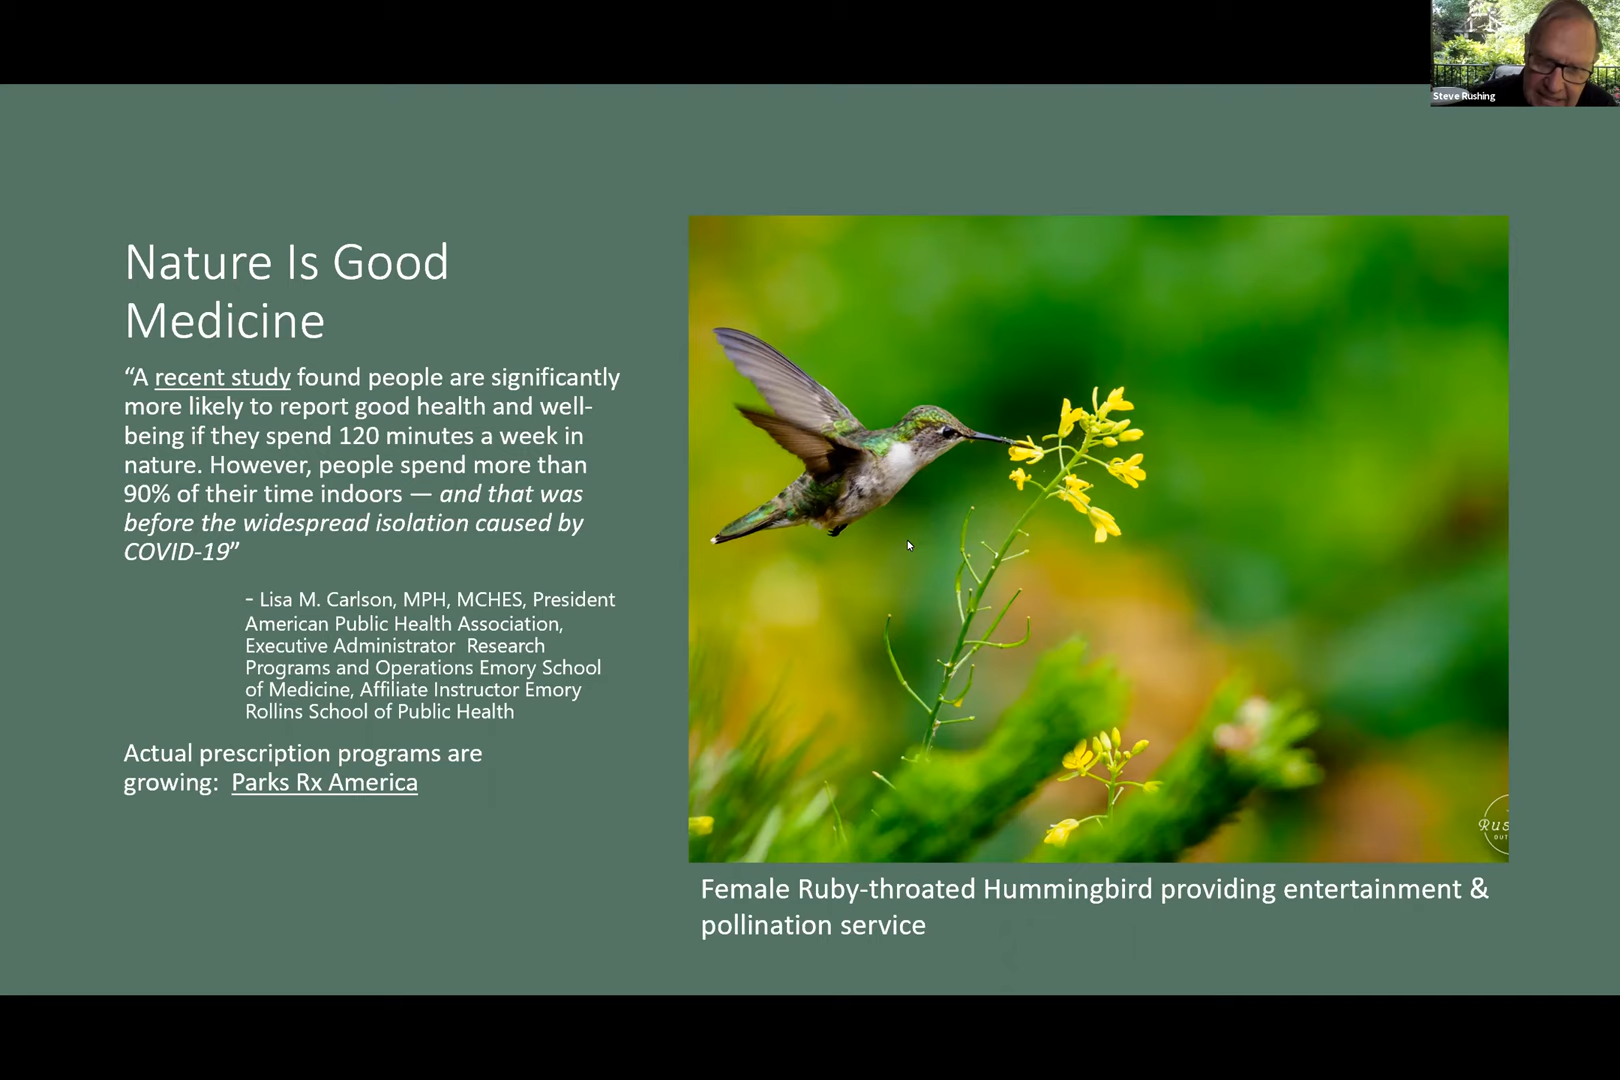 Steve Rushing
Nature Is Good
Medicine
“A recent study found people are significantly
more likely to report good health and well-
being if they spend 120 minutes a week in
nature. However, people spend more than
90% of their time indoors — and that was
before the widespread isolation caused by
COVID-19”
- Lisa M. Carlson, MPH, MCHES, President
American Public Health Association,
Executive Administrator  Research
Programs and Operations Emory School
of Medicine, Affiliate Instructor Emory
Rollins School of Public Health
Actual prescription programs are
growing:  Parks Rx America
Female Ruby-throated Hummingbird providing entertainment &
pollination service